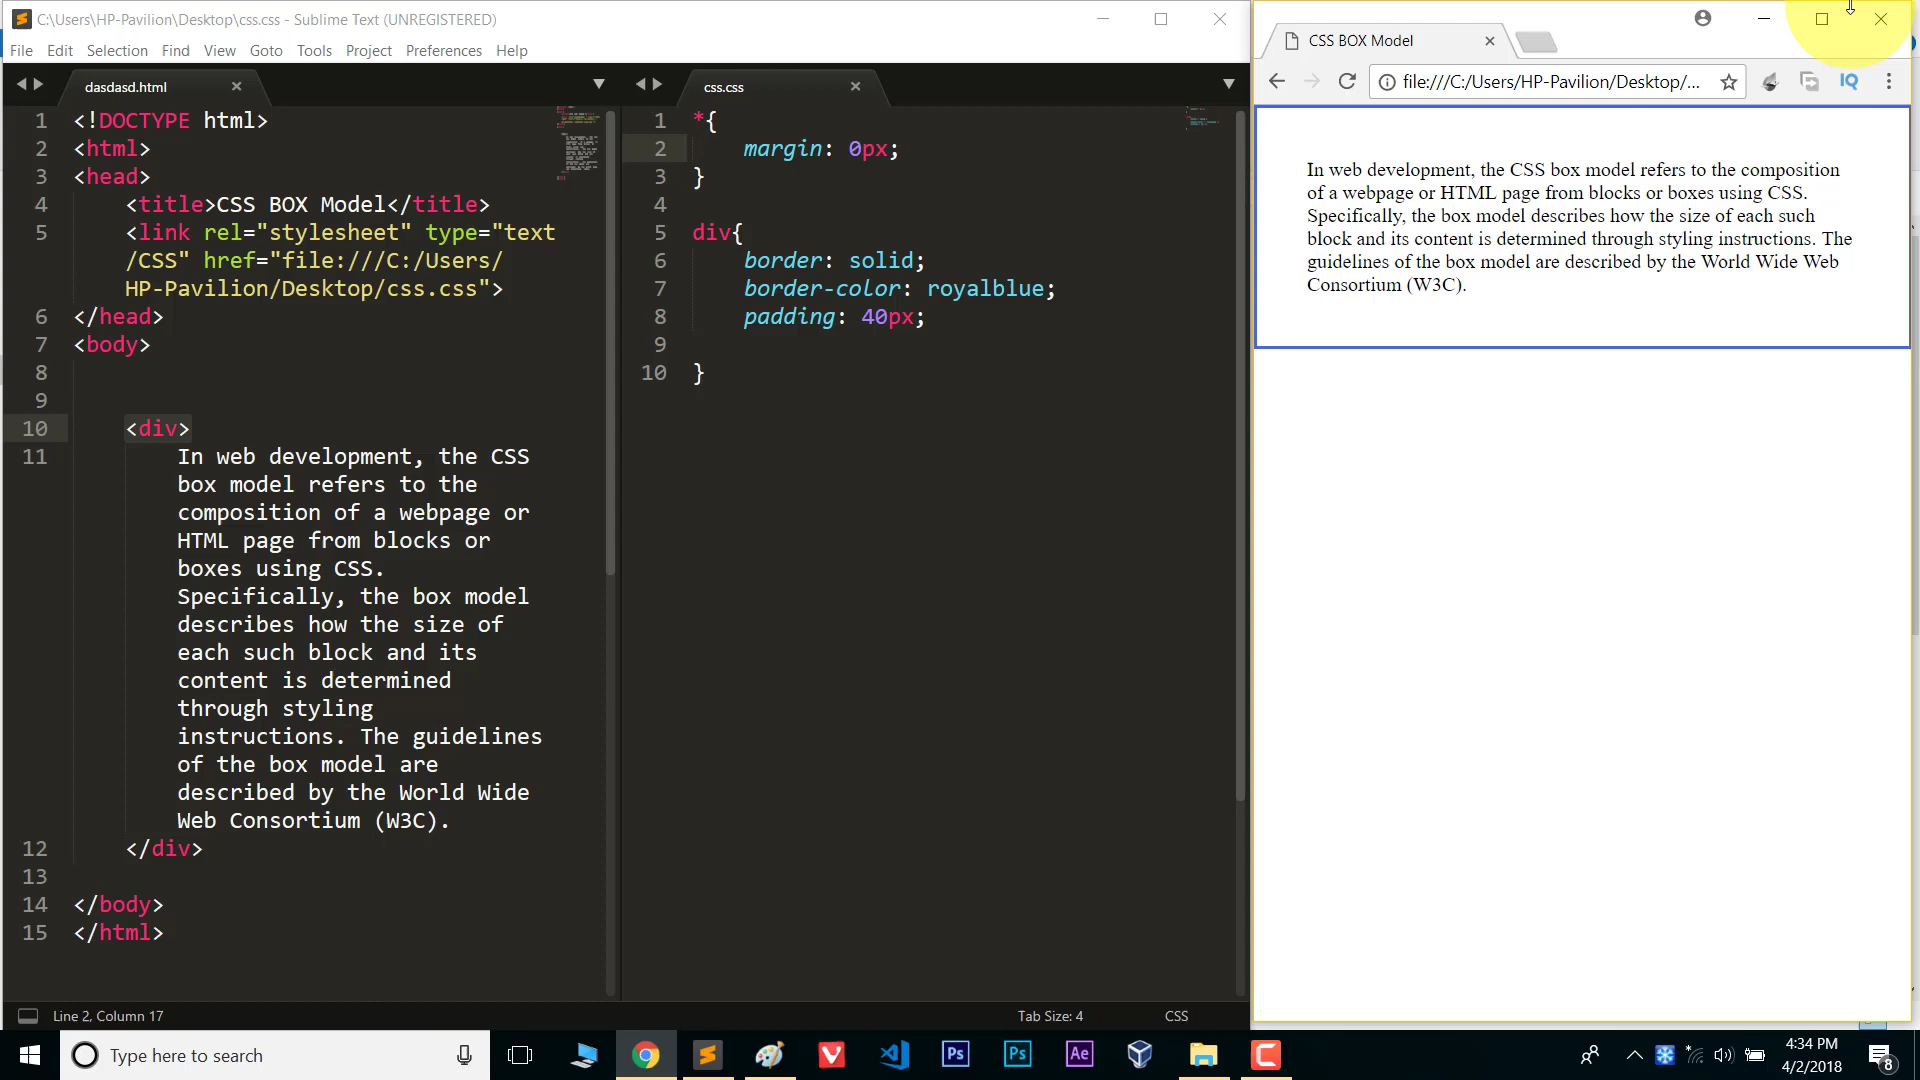 C:\Users\HP-Pavilion\Desktop\css.css - Sublime Text (UNREGISTERED)
File Edit Selection Find View Goto Tools Project Preferences Help
dasdasd.html
1 <!DOCTYPE html>
2 <html>
3 <head>
4 <title>CSS BOX Model</title>
5 <link rel="stylesheet" type="text
/CSS" href="file:///C:/Users/
HP-Pavilion/Desktop/css.css">
6 </head>
7 <body>
8
9
10 <div>
11 In web development, the CSS
box model refers to the
composition of a webpage or
HTML page from blocks or
boxes using CSS.
Specifically, the box model
describes how the size of
each such block and its
content is determined
through styling
instructions. The guidelines
of the box model are
described by the World Wide
Web Consortium (W3C).
12 </div>
13
14 </body>
15 </html>
css.css
1 *{
2 margin: 0px;
3 }
4
5 div{
6 border: solid;
7 border-color: royalblue;
8 padding: 40px;
9
10 }
Line 2, Column 17
Tab Size: 4
CSS
CSS BOX Model
file:///C:/Users/HP-Pavilion/Desktop/...
IQ
In web development, the CSS box model refers to the composition
of a webpage or HTML page from blocks or boxes using CSS.
Specifically, the box model describes how the size of each such
block and its content is determined through styling instructions. The
guidelines of the box model are described by the World Wide Web
Consortium (W3C).
Type here to search
Ps
Ps
Ae
4:34 PM
4/2/2018
8